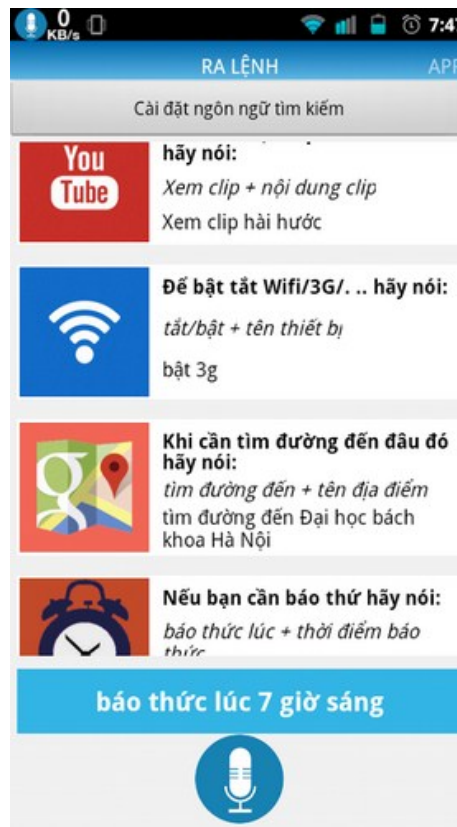 0
KB/s
7:4
RA LỆNH
APP
Cài đặt ngôn ngữ tìm kiếm
You
Tube
hãy nói:
Xem clip + nội dung clip
Xem clip hài hước
Để bật tắt Wifi/3G/. .. hãy nói:
tắt/bật + tên thiết bị
bật 3g
Khi cần tìm đường đến đâu đó
hãy nói:
tìm đường đến + tên địa điểm
tìm đường đến Đại học bách
khoa Hà Nội
Nếu bạn cần báo thứ hãy nói:
báo thức lúc + thời điểm báo
thức
báo thức lúc 7 giờ sáng